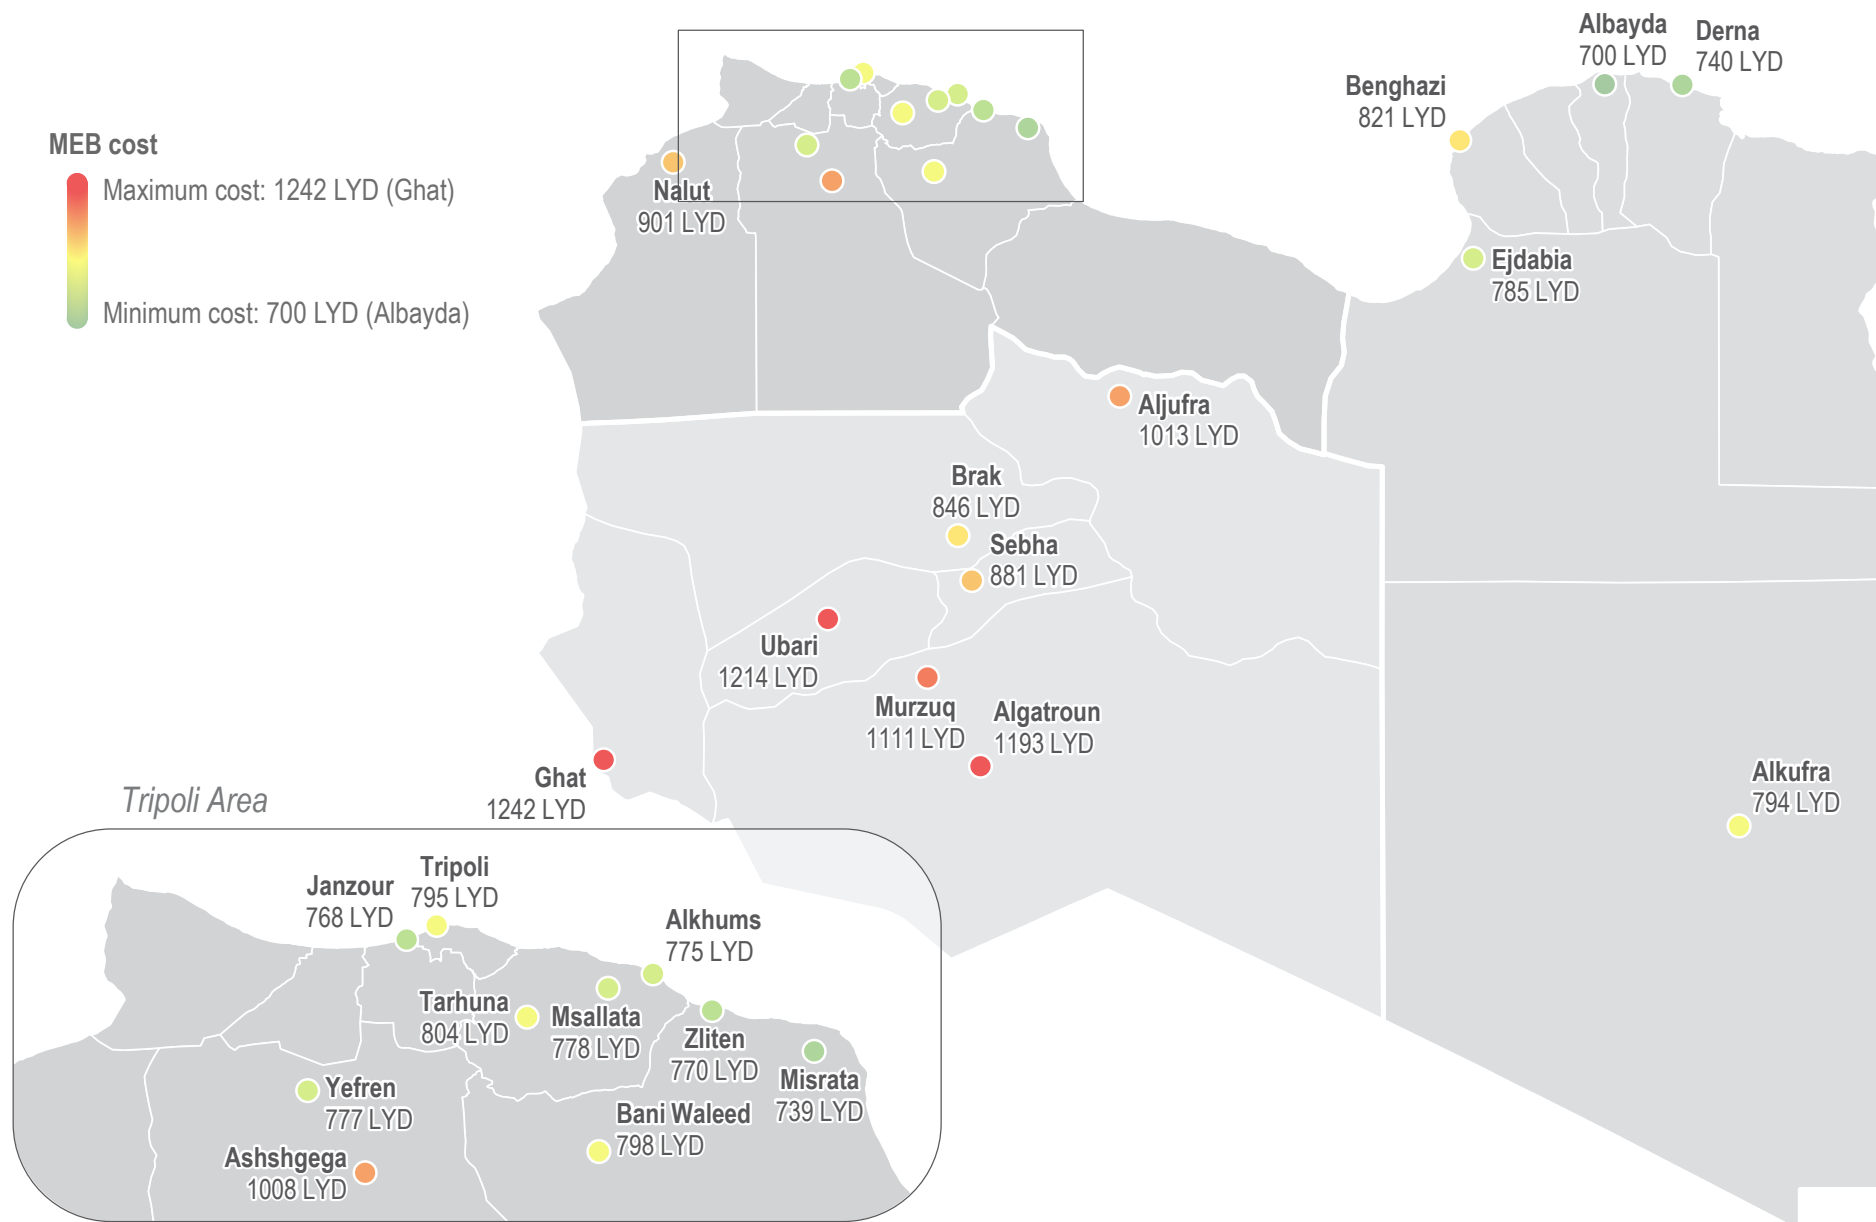 MEB cost
Maximum cost: 1242 LYD (Ghat)
Minimum cost: 700 LYD (Albayda)
Nalut
901 LYD
Albayda
700 LYD
Derna
740 LYD
Benghazi
821 LYD
Ejdabia
785 LYD
Aljufra
1013 LYD
Brak
846 LYD
Sebha
881 LYD
Ubari
1214 LYD
Murzuq
1111 LYD
Algatroun
1193 LYD
Ghat
1242 LYD
Alkufra
794 LYD
Tripoli Area
Tripoli
795 LYD
Janzour
768 LYD
Alkhums
775 LYD
Tarhuna
804 LYD
Msallata
778 LYD
Zliten
770 LYD
Misrata
739 LYD
Yefren
777 LYD
Bani Waleed
798 LYD
Ashshgega
1008 LYD